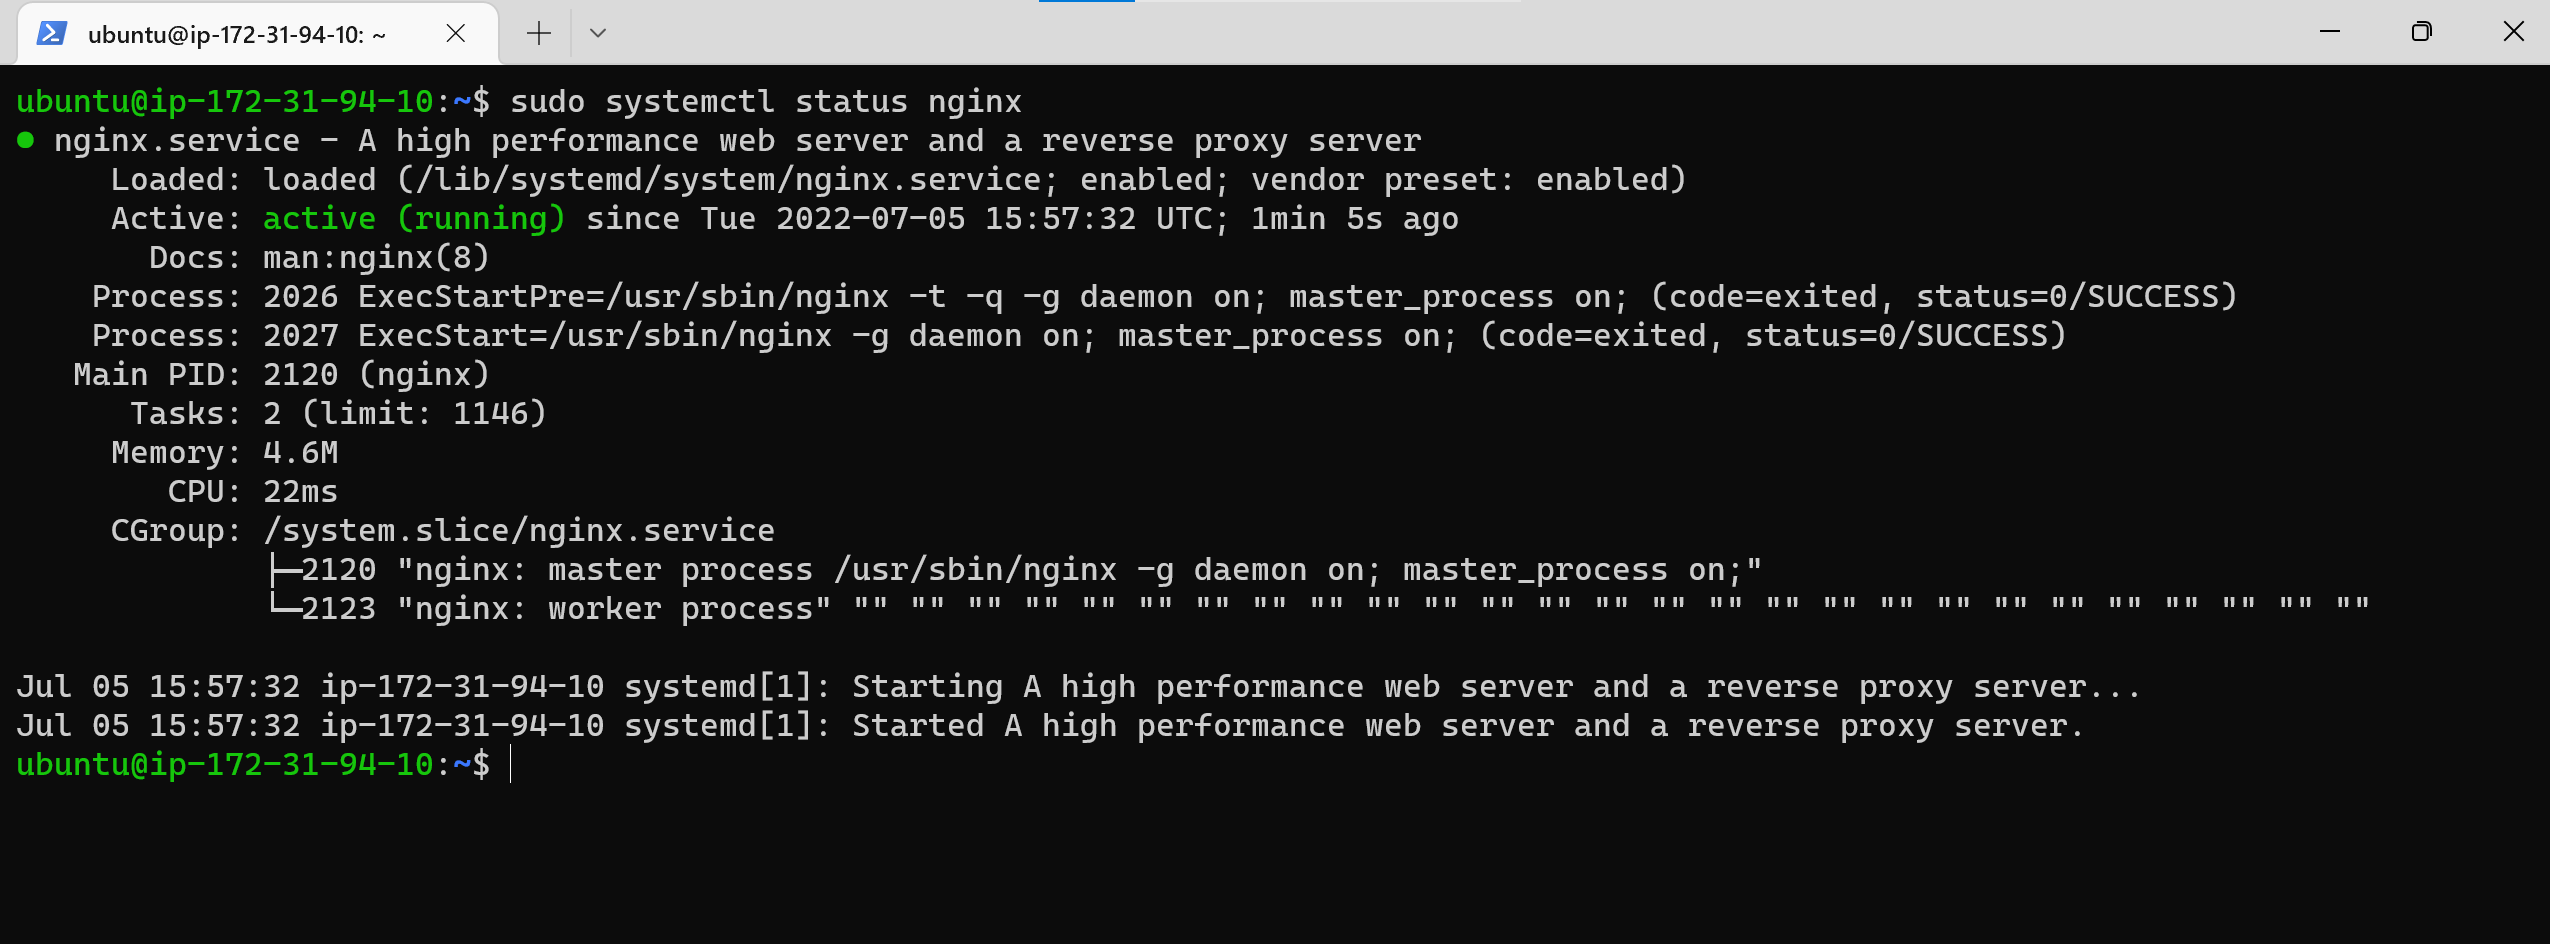 ubuntu@ip-172-31-94-10: ~
ubuntu@ip-172-31-94-10:~$ sudo systemctl status nginx
● nginx.service - A high performance web server and a reverse proxy server
     Loaded: loaded (/lib/systemd/system/nginx.service; enabled; vendor preset: enabled)
     Active: active (running) since Tue 2022-07-05 15:57:32 UTC; 1min 5s ago
       Docs: man:nginx(8)
    Process: 2026 ExecStartPre=/usr/sbin/nginx -t -q -g daemon on; master_process on; (code=exited, status=0/SUCCESS)
    Process: 2027 ExecStart=/usr/sbin/nginx -g daemon on; master_process on; (code=exited, status=0/SUCCESS)
   Main PID: 2120 (nginx)
      Tasks: 2 (limit: 1146)
     Memory: 4.6M
        CPU: 22ms
     CGroup: /system.slice/nginx.service
             ├─2120 "nginx: master process /usr/sbin/nginx -g daemon on; master_process on;"
             └─2123 "nginx: worker process" "" "" "" "" "" "" "" "" "" "" "" "" "" "" "" "" "" "" "" "" "" "" "" "" "" "" ""

Jul 05 15:57:32 ip-172-31-94-10 systemd[1]: Starting A high performance web server and a reverse proxy server...
Jul 05 15:57:32 ip-172-31-94-10 systemd[1]: Started A high performance web server and a reverse proxy server.
ubuntu@ip-172-31-94-10:~$